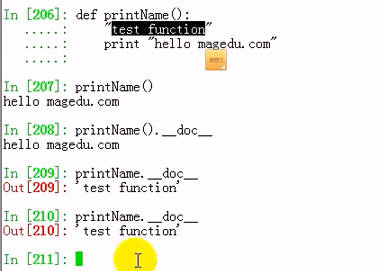 In [206]: def printName():
.....: "test function"
.....: print "hello magedu.com"
.....:
In [207]: printName()
hello magedu.com
In [208]: printName().__doc__
hello magedu.com
In [209]: printName.__doc__
Out[209]: 'test function'
In [210]: printName.__doc__
Out[210]: 'test function'
In [211]: